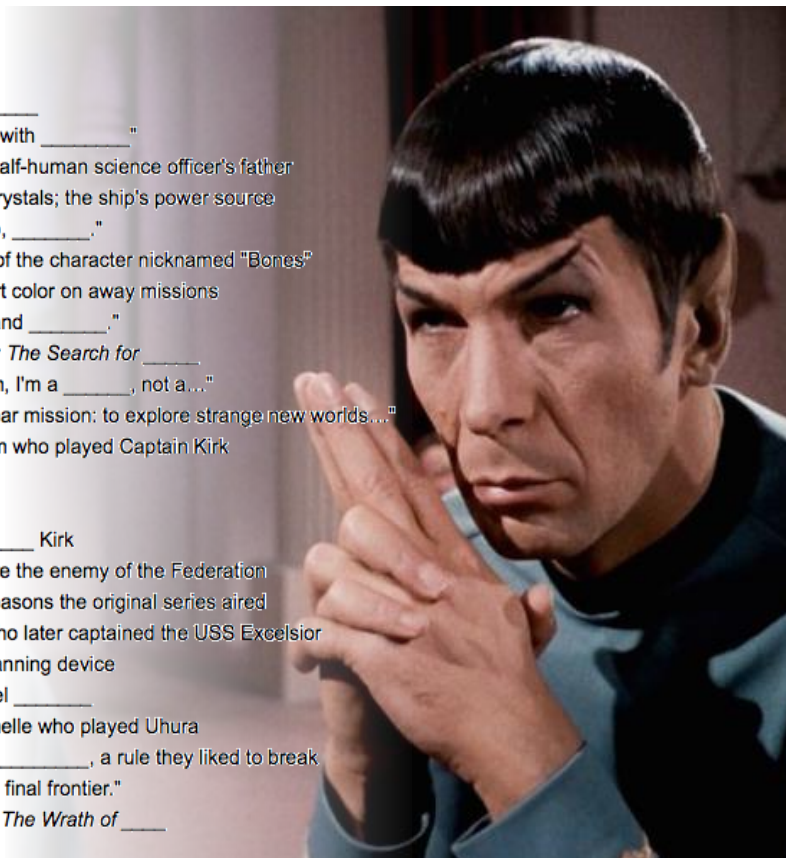 _____
with ________"
alf-human science officer's father
rystals; the ship's power source
, _______."
of the character nicknamed "Bones"
t color on away missions
nd _______."
The Search for _____
, I'm a ______, not a...."
ar mission: to explore strange new worlds...."
who played Captain Kirk
___ Kirk
e the enemy of the Federation
easons the original series aired
ho later captained the USS Excelsior
anning device
el _______
elle who played Uhura
________, a rule they liked to break
final frontier."
The Wrath of ____